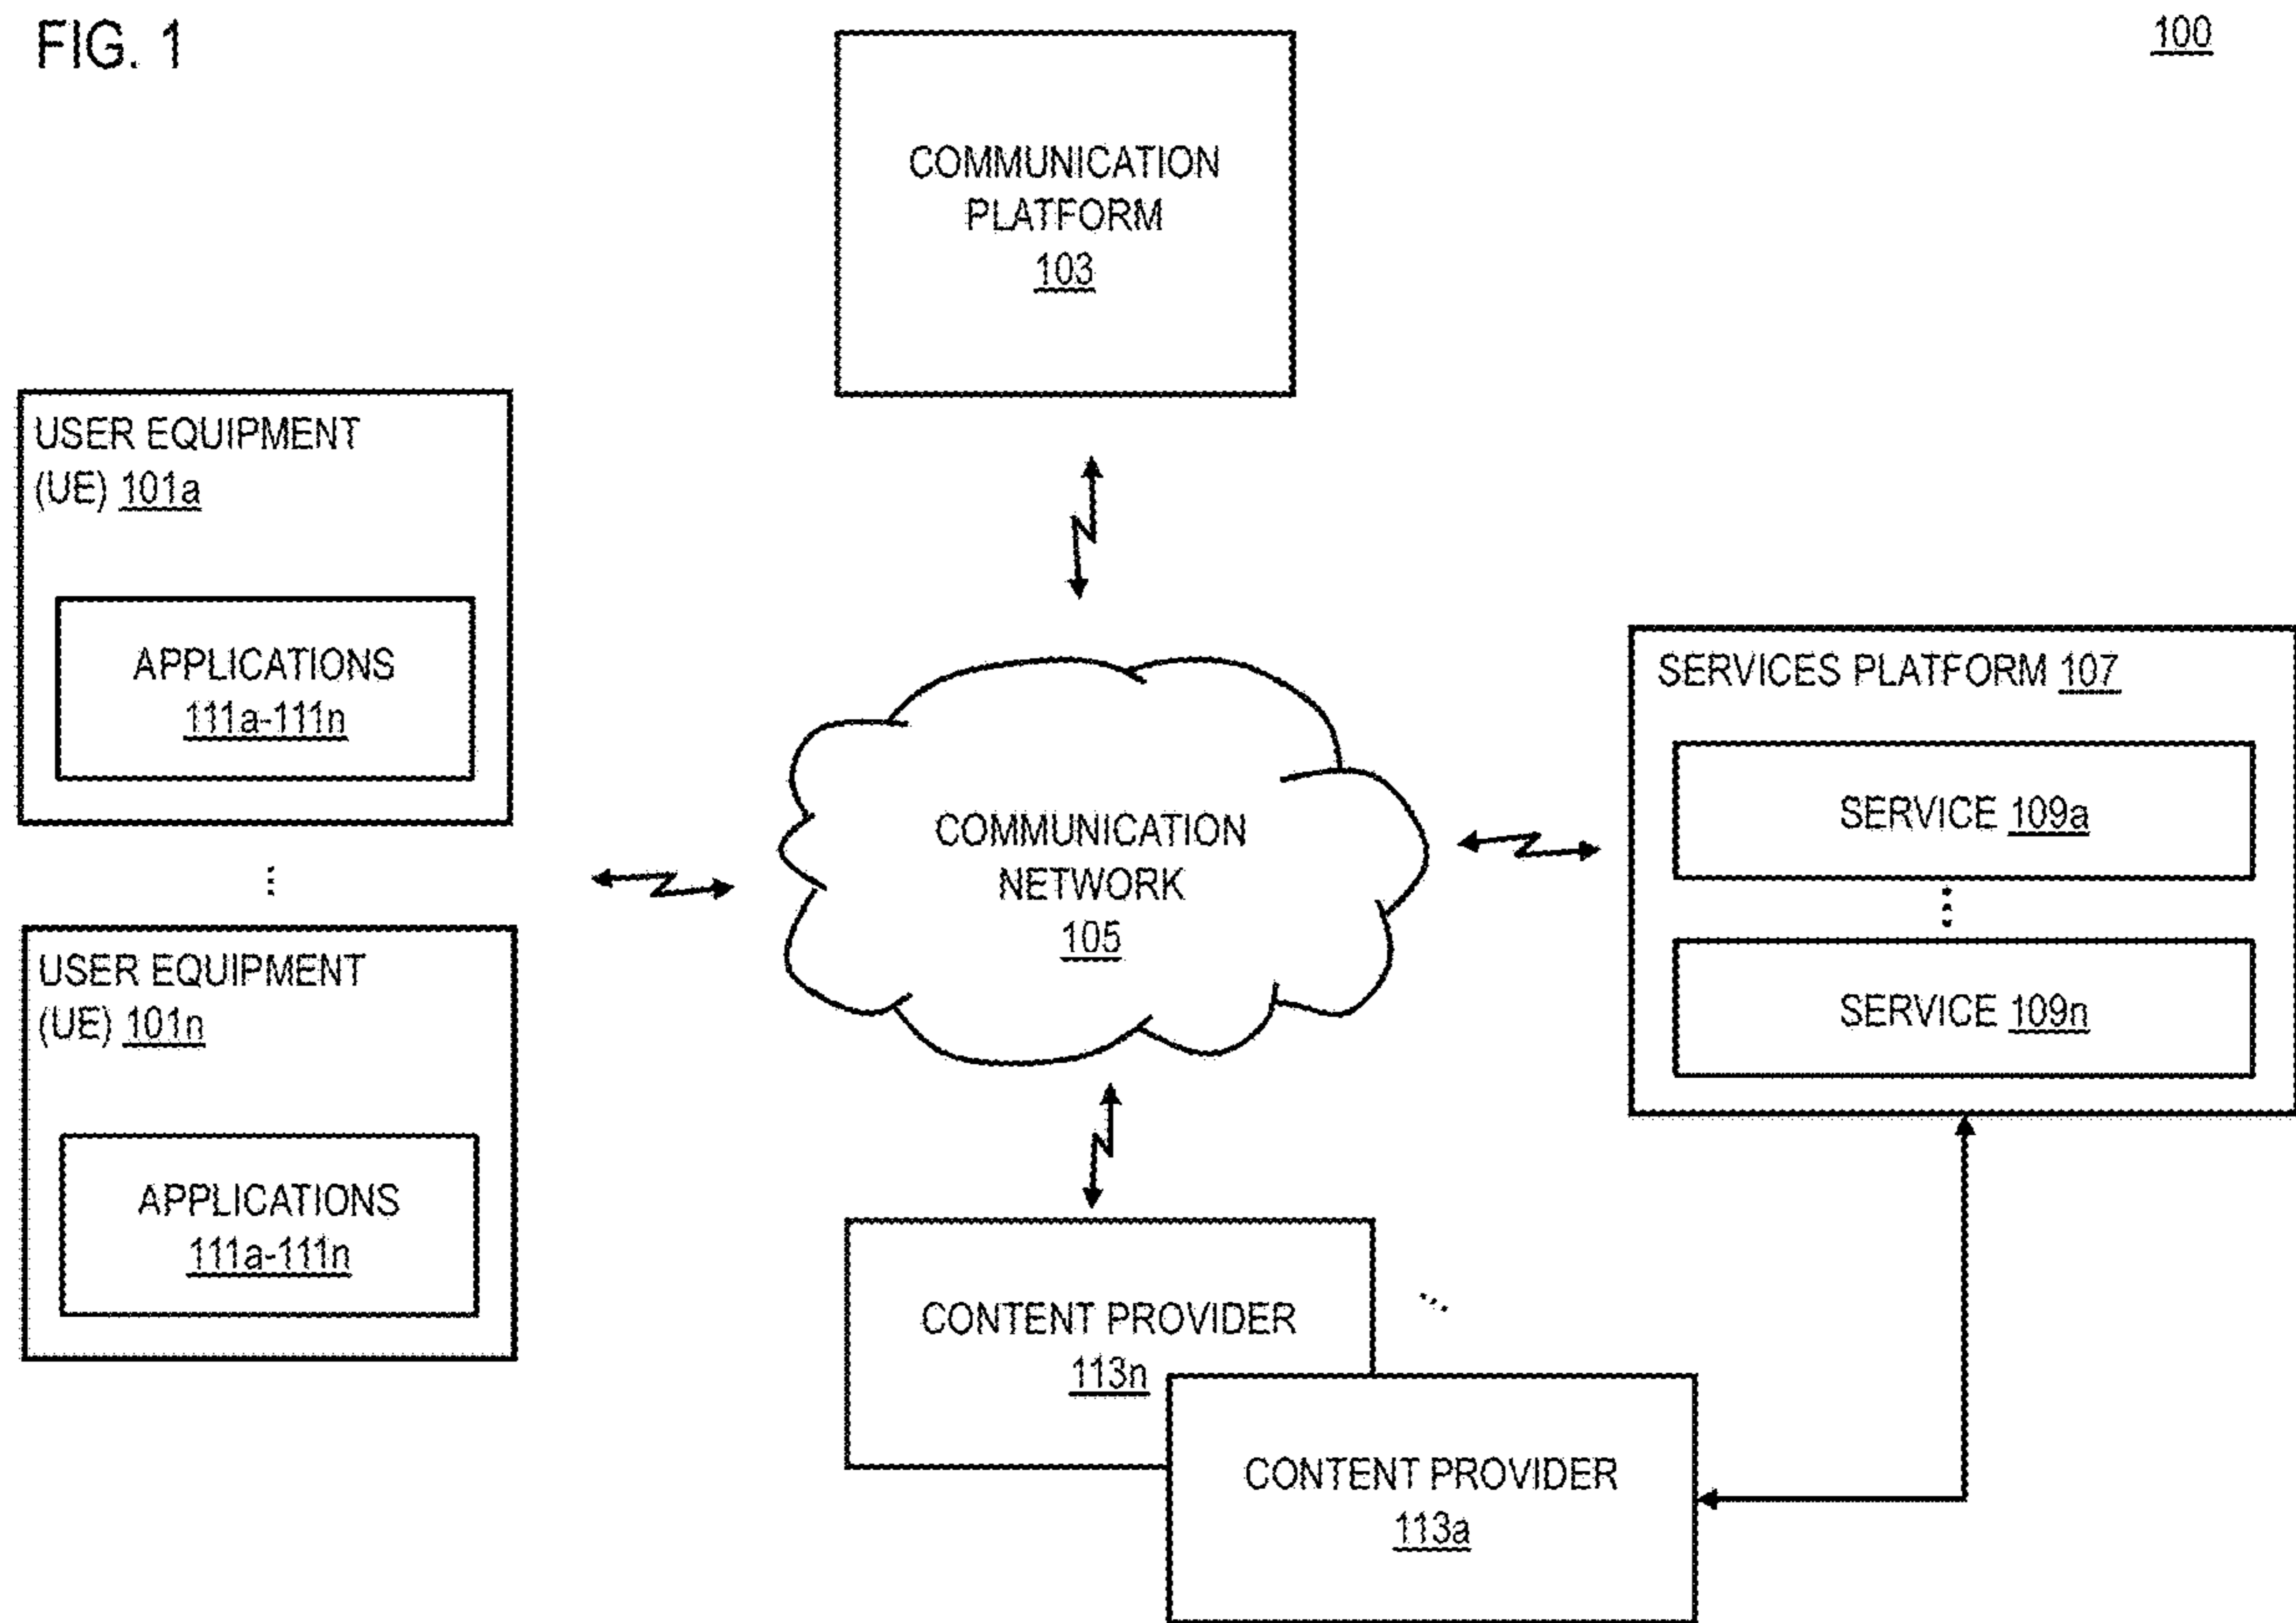 FIG. 1
100
COMMUNICATION
PLATFORM
103
USER EQUIPMENT
(UE) 101a
APPLICATIONS
111a-111n
...
USER EQUIPMENT
(UE) 101n
APPLICATIONS
111a-111n
COMMUNICATION
NETWORK
105
SERVICES PLATFORM 107
SERVICE 109a
...
SERVICE 109n
CONTENT PROVIDER
113n
...
CONTENT PROVIDER
113a